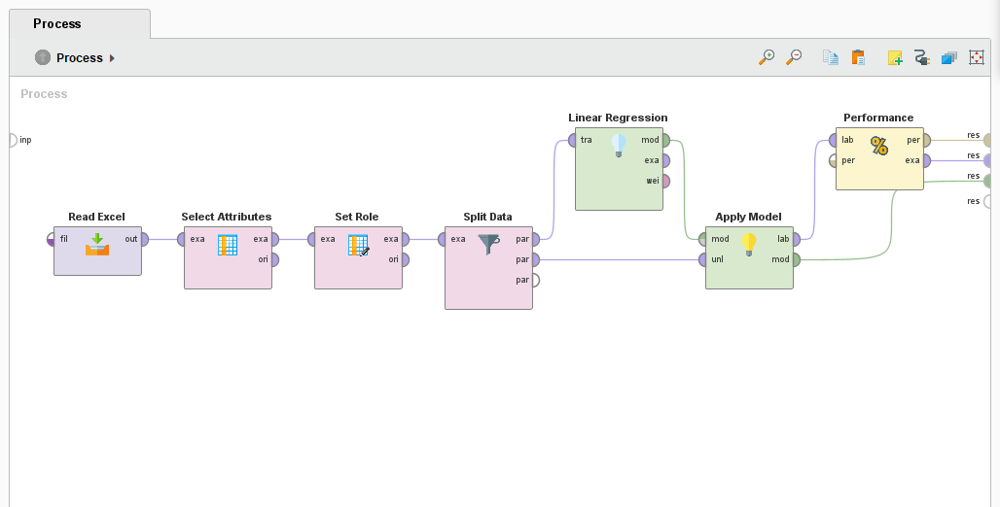 Process
Process
Process
inp
Read Excel
fil out
Select Attributes
exa exa
ori
Set Role
exa exa
ori
Split Data
exa par
par
par
Linear Regression
tra mod
exa
wei
Apply Model
mod lab
unl mod
Performance
lab per
per exa
%
res
res
res
res